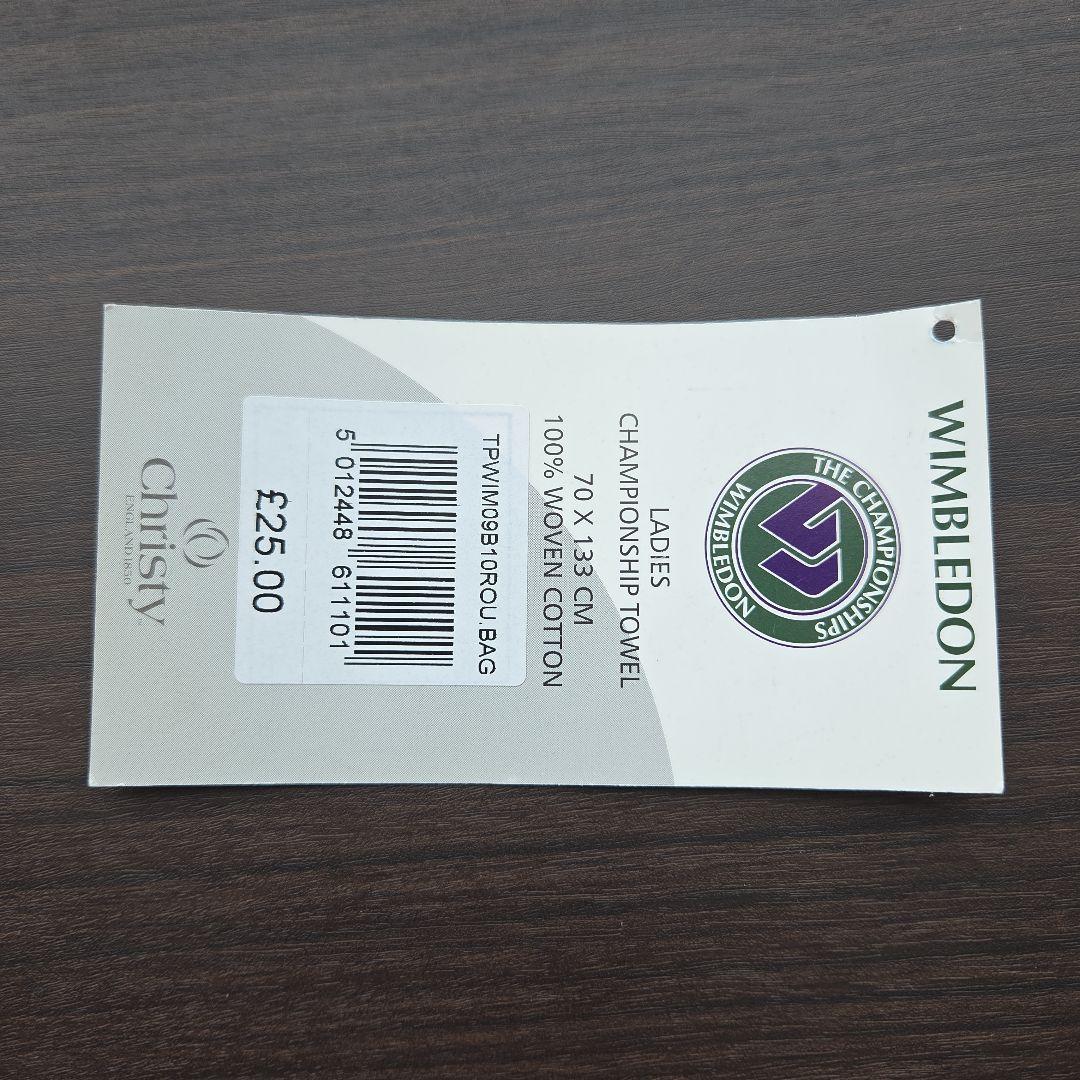 WIMBLEDON
THE CHAMPIONSHIPS
WIMBLEDON
LADIES
CHAMPIONSHIP TOWEL
70 X 133 CM
100% WOVEN COTTON
TPWIM09B10ROU.BAG
5 012448 611101
£25.00
Christy
ENGLAND 1850